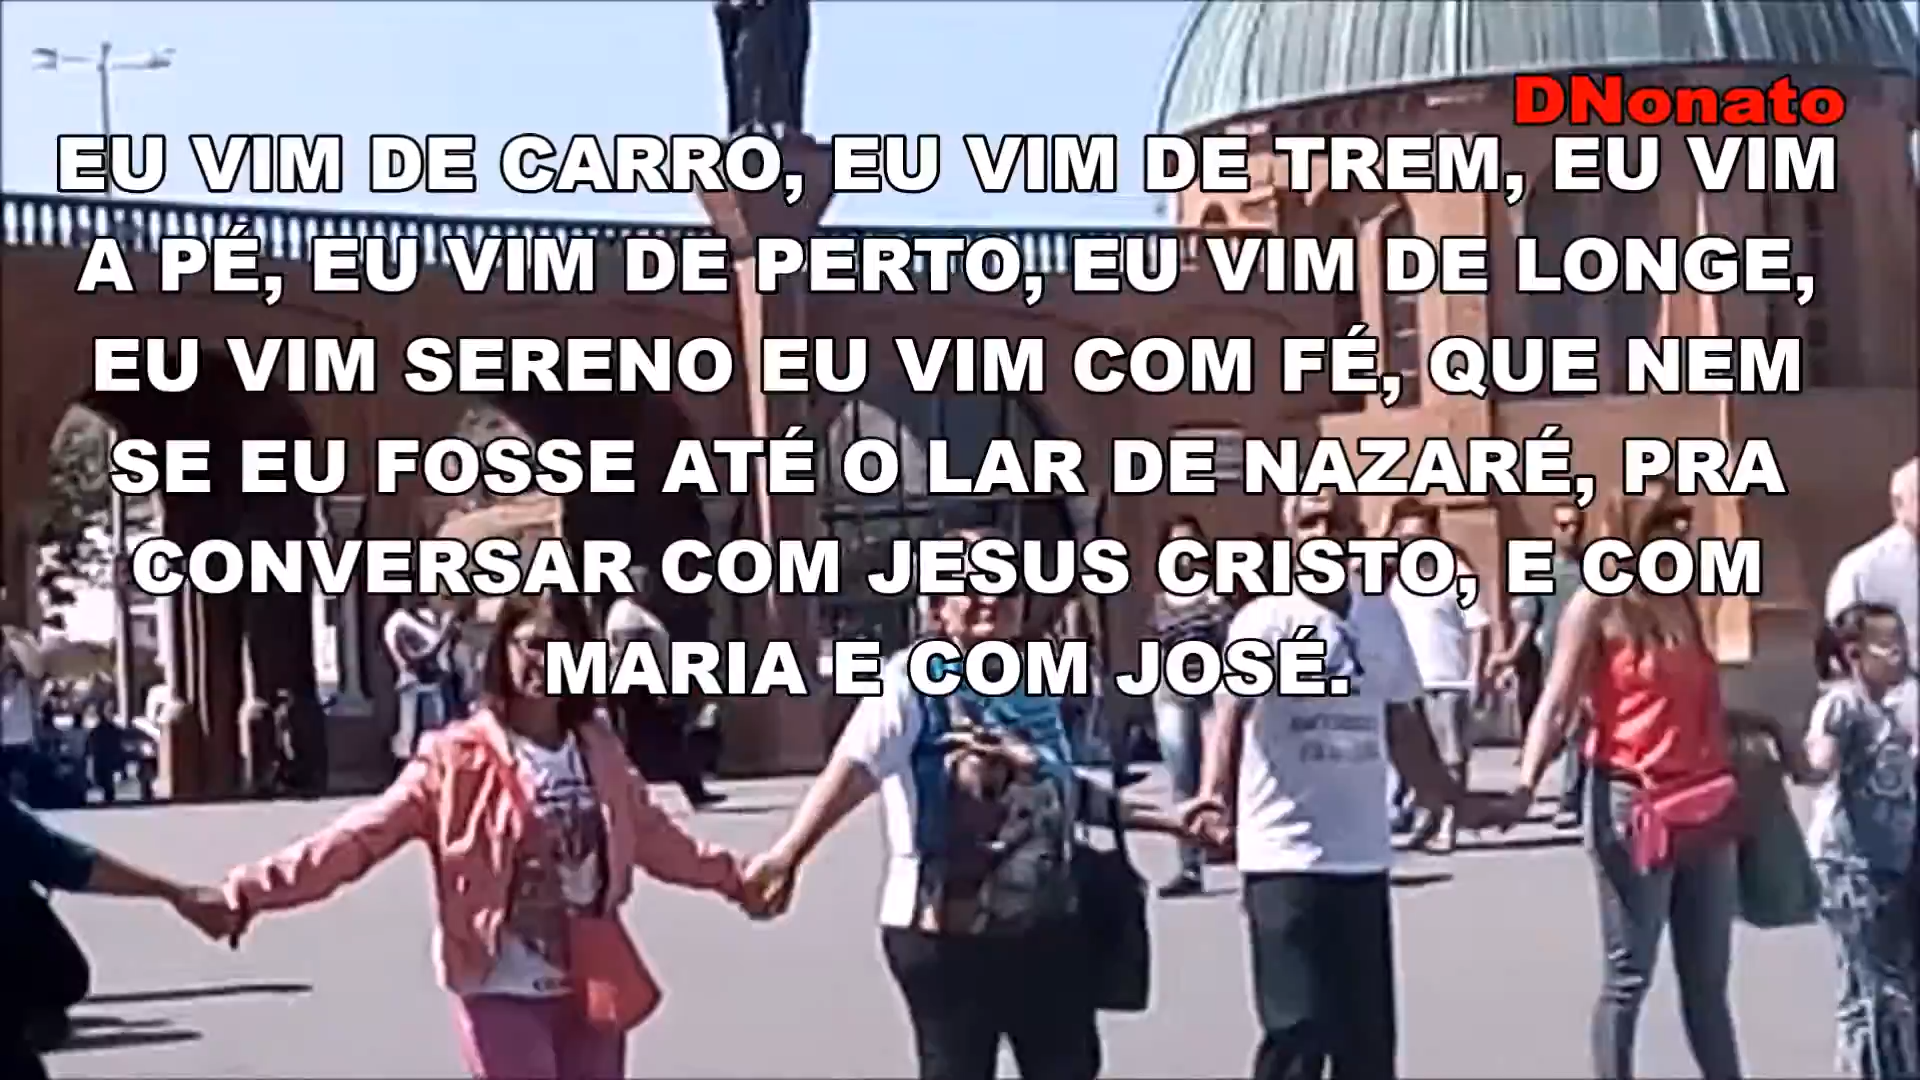 DNonato
EU VIM DE CARRO, EU VIM DE TREM, EU VIM
A PÉ, EU VIM DE PERTO, EU VIM DE LONGE,
EU VIM SERENO EU VIM COM FÉ, QUE NEM
SE EU FOSSE ATÉ O LAR DE NAZARÉ, PRA
CONVERSAR COM JESUS CRISTO, E COM
MARIA E COM JOSÉ.